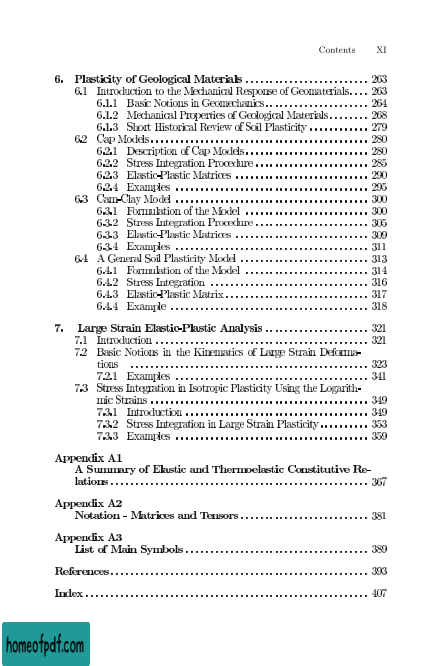 Contents XI
6. Plasticity of Geological Materials ........................ 263
6.1 Introduction to the Mechanical Response of Geomaterials.... 263
6.1.1 Basic Notions in Geomechanics .................... 264
6.1.2 Mechanical Properties of Geological Materials ........ 268
6.1.3 Short Historical Review of Soil Plasticity ............ 279
6.2 Cap Models .......................................... 280
6.2.1 Description of Cap Models ........................ 280
6.2.2 Stress Integration Procedure ...................... 285
6.2.3 Elastic-Plastic Matrices .......................... 290
6.2.4 Examples ...................................... 295
6.3 Cam-Clay Model ...................................... 300
6.3.1 Formulation of the Model ........................ 300
6.3.2 Stress Integration Procedure ...................... 305
6.3.3 Elastic-Plastic Matrices .......................... 309
6.3.4 Examples ...................................... 311
6.4 A General Soil Plasticity Model .......................... 313
6.4.1 Formulation of the Model ........................ 314
6.4.2 Stress Integration ................................ 316
6.4.3 Elastic-Plastic Matrix ............................ 317
6.4.4 Example ........................................ 318
7. Large Strain Elastic-Plastic Analysis .................... 321
7.1 Introduction .......................................... 321
7.2 Basic Notions in the Kinematics of Large Strain Deforma-
tions .............................................. 323
7.2.1 Examples ...................................... 341
7.3 Stress Integration in Isotropic Plasticity Using the Logarith-
mic Strains .......................................... 349
7.3.1 Introduction .................................... 349
7.3.2 Stress Integration in Large Strain Plasticity .......... 353
7.3.3 Examples ...................................... 359
Appendix A1
A Summary of Elastic and Thermoelastic Constitutive Re-
lations .................................................. 367
Appendix A2
Notation - Matrices and Tensors .......................... 381
Appendix A3
List of Main Symbols .................................... 389
References .................................................. 393
Index ...................................................... 407
homeofpdf.com